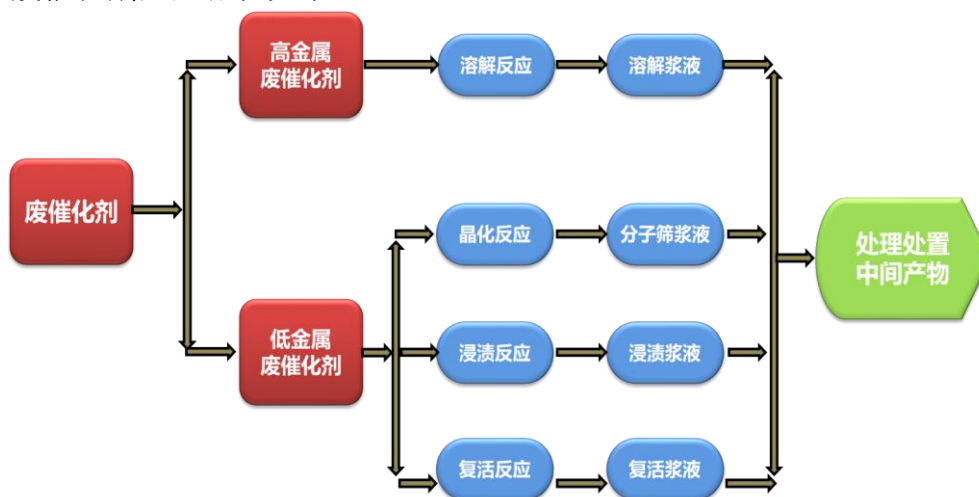 高金属
废催化剂
溶解反应
溶解浆液
废催化剂
晶化反应
分子筛浆液
处理处置
中间产物
低金属
废催化剂
浸渍反应
浸渍浆液
复活反应
复活浆液